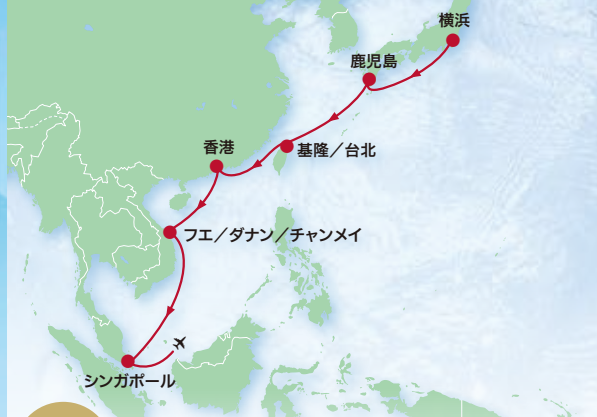 横浜
鹿児島
基隆／台北
香港
フエ／ダナン／チャンメイ
シンガポール